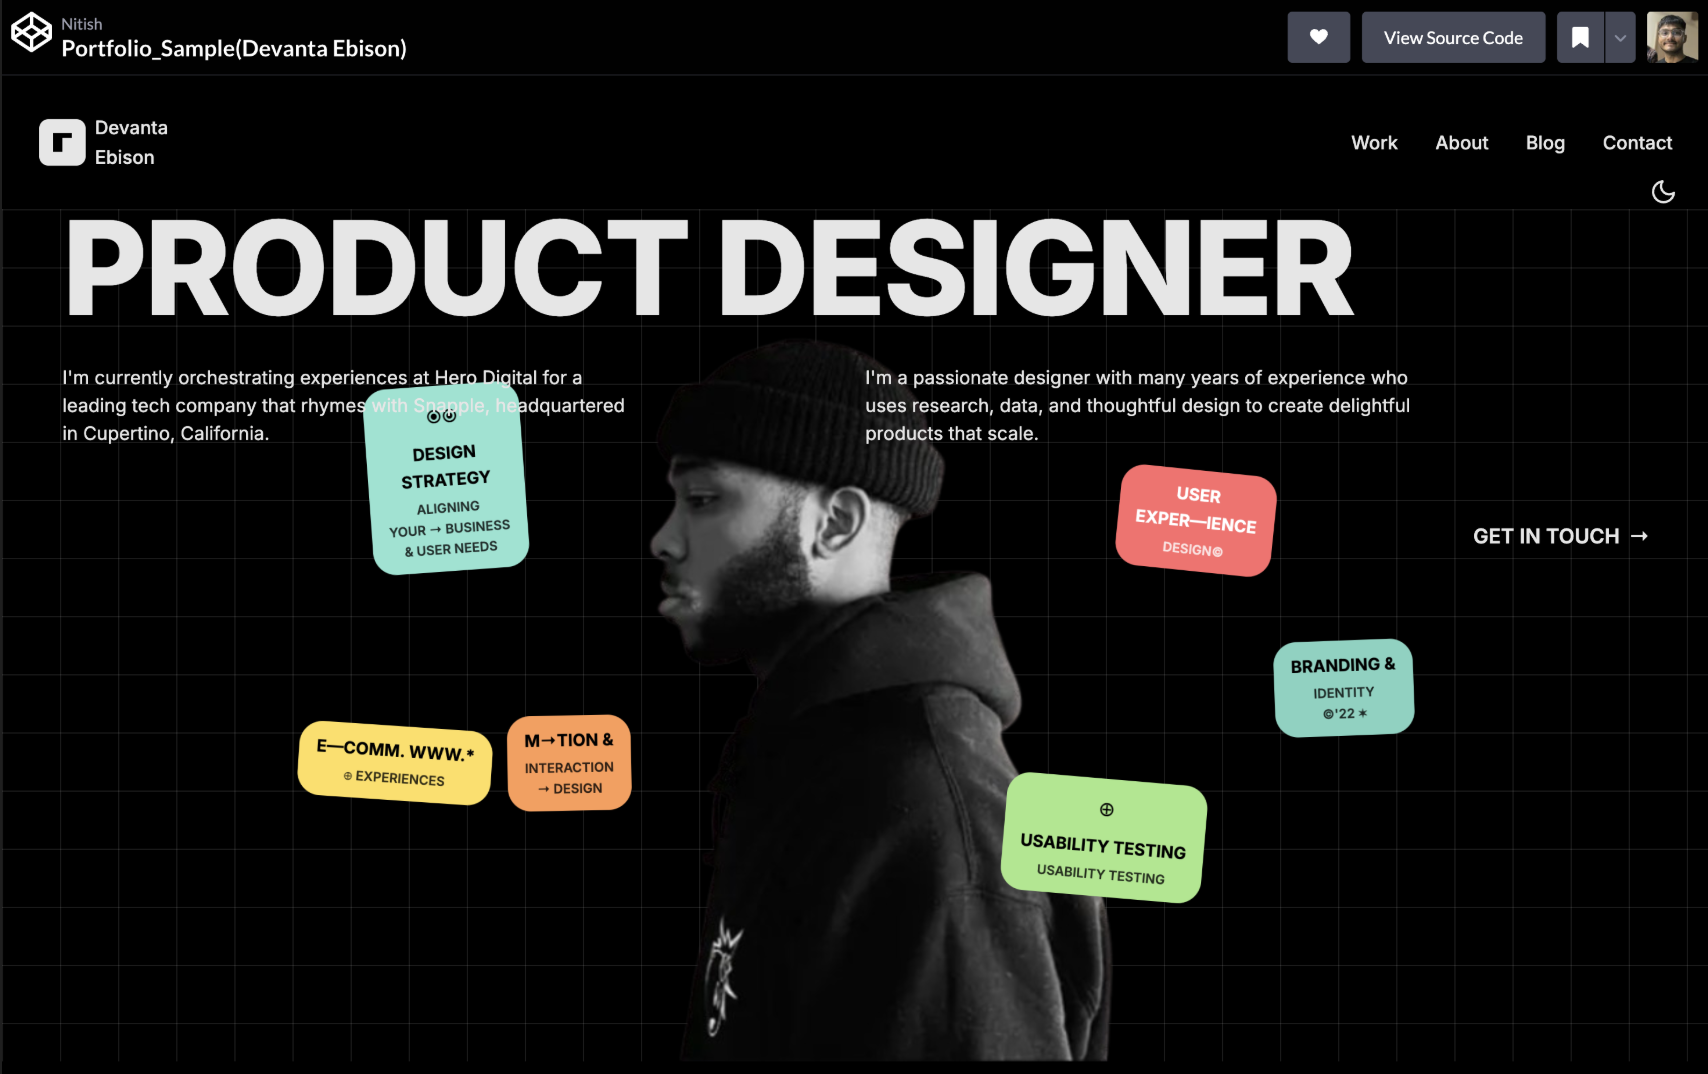 Nitish
Portfolio_Sample(Devanta Ebison)
View Source Code
Devanta
Ebison
Work
About
Blog
Contact
PRODUCT DESIGNER
I'm currently orchestrating experiences at Hero Digital for a
leading tech company that rhymes with Snapple, headquartered
in Cupertino, California.
I'm a passionate designer with many years of experience who
uses research, data, and thoughtful design to create delightful
products that scale.
DESIGN
STRATEGY
ALIGNING
YOUR → BUSINESS
& USER NEEDS
USER
EXPER—IENCE
DESIGN©
GET IN TOUCH →
BRANDING &
IDENTITY
©'22 ✶
E—COMM. WWW.*
⊕ EXPERIENCES
M→TION &
INTERACTION
→ DESIGN
⊕
USABILITY TESTING
USABILITY TESTING